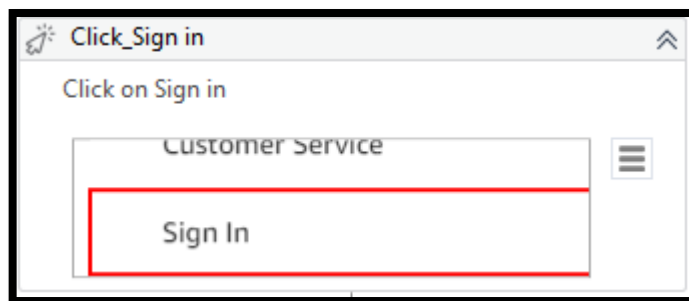 Click_Sign in
Click on Sign in
Customer Service
Sign In